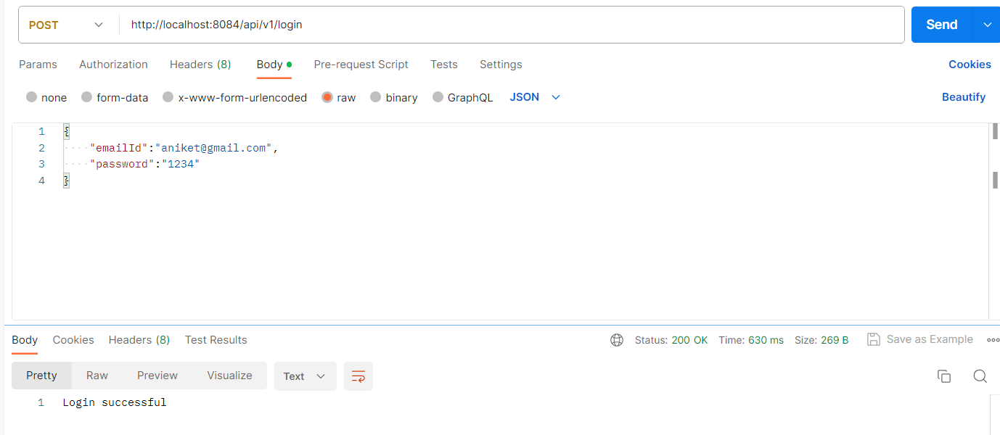 POST http://localhost:8084/api/v1/login Send
Params Authorization Headers (8) Body Pre-request Script Tests Settings Cookies
none form-data x-www-form-urlencoded raw binary GraphQL JSON Beautify
1 {
2 "emailId":"aniket@gmail.com",
3 "password":"1234"
4 }
Body Cookies Headers (8) Test Results Status: 200 OK Time: 630 ms Size: 269 B Save as Example
Pretty Raw Preview Visualize Text
1 Login successful